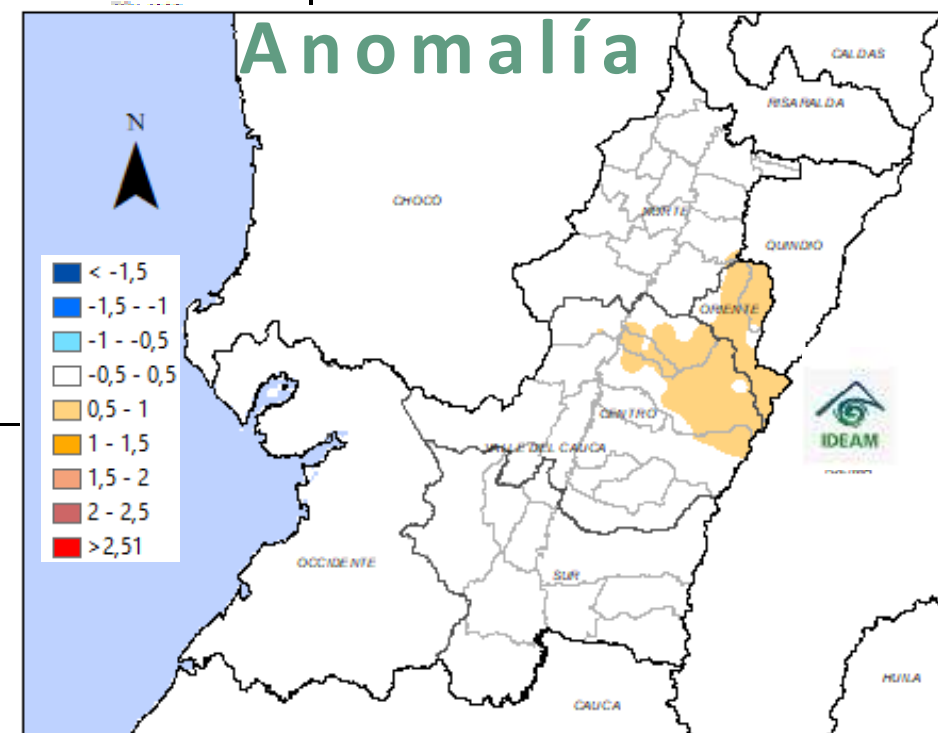 Anomalía
CALDAS
RISARALDA
N
CHOCO
NORTE
QUINDIO
< -1,5
-1,5 - -1
-1 - -0,5
-0,5 - 0,5
0,5 - 1
1 - 1,5
1,5 - 2
2 - 2,5
>2,51
ORIENTE
CENTRO
IDEAM
VALLE DEL CAUCA
OCCIDENTE
SUR
HUILA
CAUCA